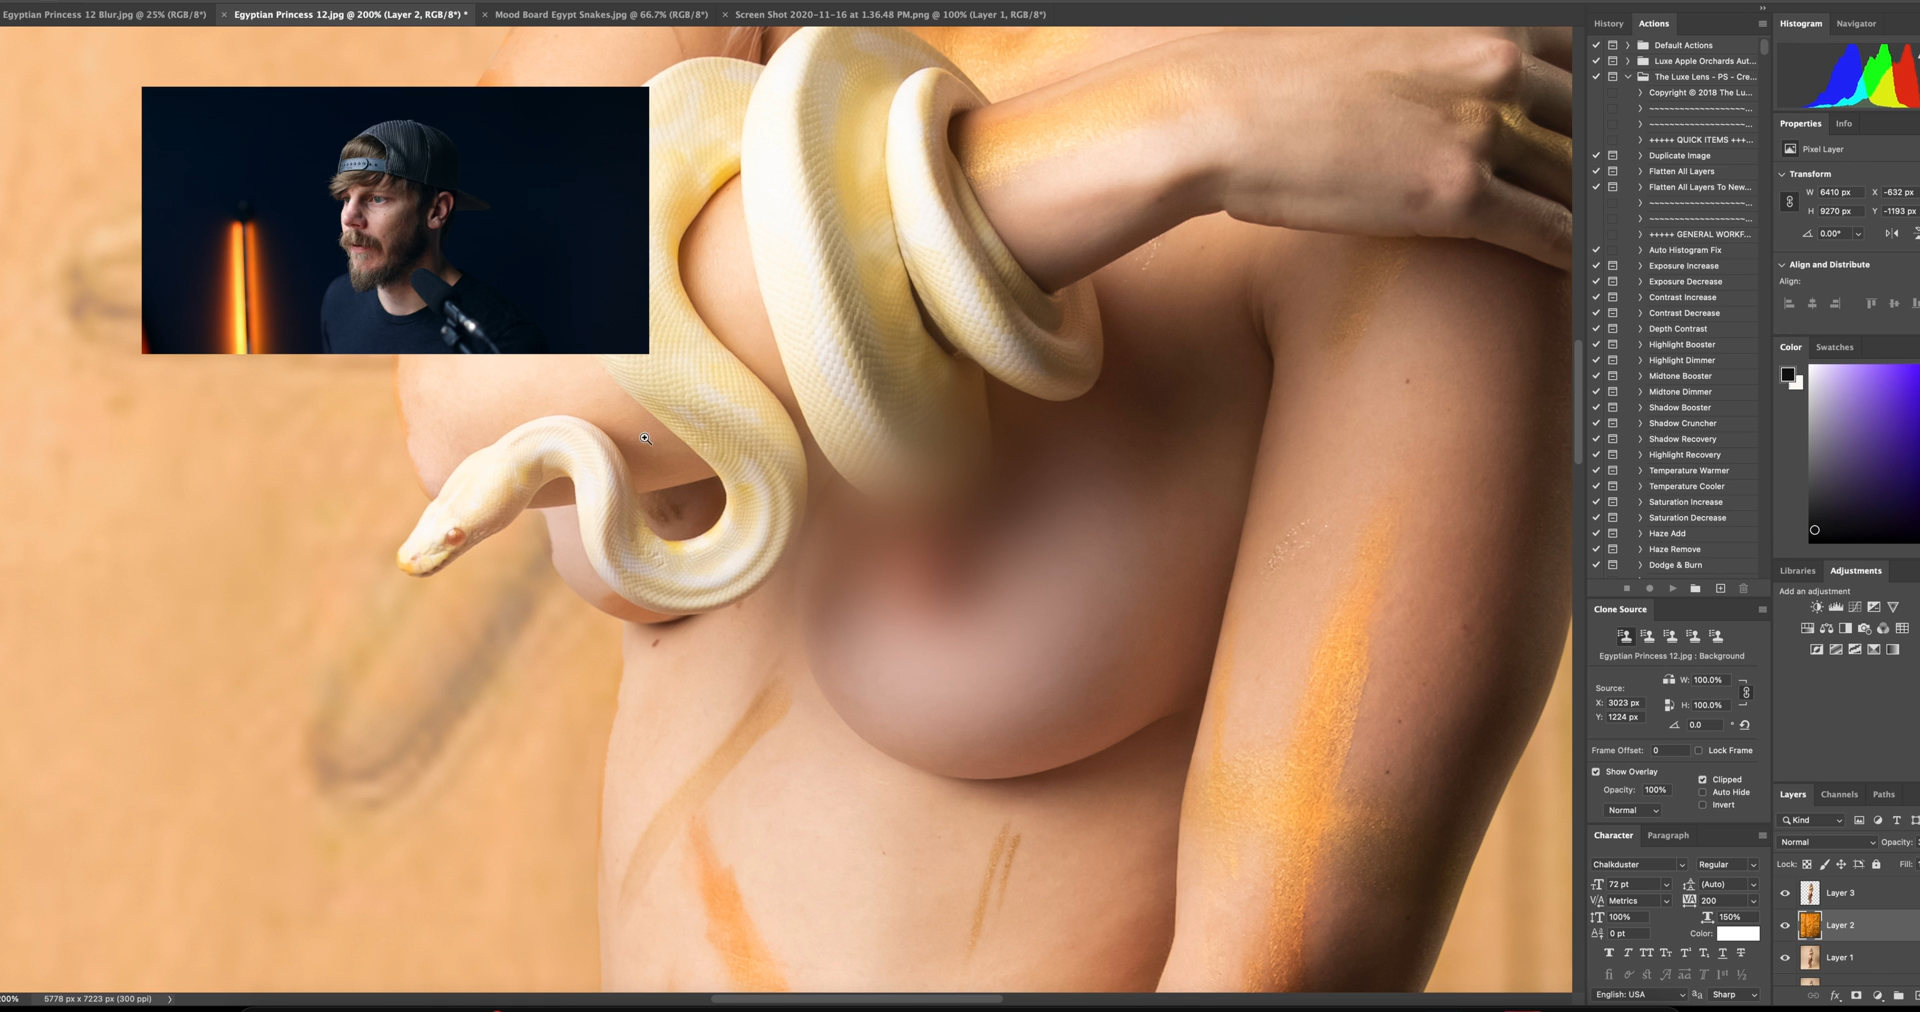 Egyptian Princess 12 Blur.jpg @ 25% (RGB/8*)
Egyptian Princess 12.jpg @ 200% (Layer 2, RGB/8*) *
Mood Board Egypt Snakes.jpg @ 66.7% (RGB/8*)
Screen Shot 2020-11-16 at 1.36.48 PM.png @ 100% (Layer 1, RGB/8*)
History Actions
Default Actions
Luxe Apple Orchards Aut...
The Luxe Lens - PS - Cre...
Copyright © 2018 The Lu...
~~~~~~~~~~~~~~~~~~~...
~~~~~~~~~~~~~~~~~~~...
+++++ QUICK ITEMS +++...
Duplicate Image
Flatten All Layers
Flatten All Layers To New...
~~~~~~~~~~~~~~~~~~~...
~~~~~~~~~~~~~~~~~~~...
+++++ GENERAL WORKF...
Auto Histogram Fix
Exposure Increase
Exposure Decrease
Contrast Increase
Contrast Decrease
Depth Contrast
Highlight Booster
Highlight Dimmer
Midtone Booster
Midtone Dimmer
Shadow Booster
Shadow Cruncher
Shadow Recovery
Highlight Recovery
Temperature Warmer
Temperature Cooler
Saturation Increase
Saturation Decrease
Haze Add
Haze Remove
Dodge & Burn
Clone Source
Egyptian Princess 12.jpg : Background
Source:
X: 3023 px
Y: 1224 px
W: 100.0%
H: 100.0%
0.0 °
Frame Offset: 0 Lock Frame
Show Overlay
Opacity: 100%
Normal
Clipped
Auto Hide
Invert
Character Paragraph
Chalkduster Regular
72 pt (Auto)
Metrics 200
100% 150%
0 pt Color:
English: USA Sharp
Histogram Navigator
Properties Info
Pixel Layer
Transform
W 6410 px X -632 px
H 9270 px Y -1193 px
0.00°
Align and Distribute
Align:
Color Swatches
Libraries Adjustments
Add an adjustment
Layers Channels Paths
Kind
Normal Opacity:
Lock: Fill:
Layer 3
Layer 2
Layer 1
5778 px x 7223 px (300 ppi)